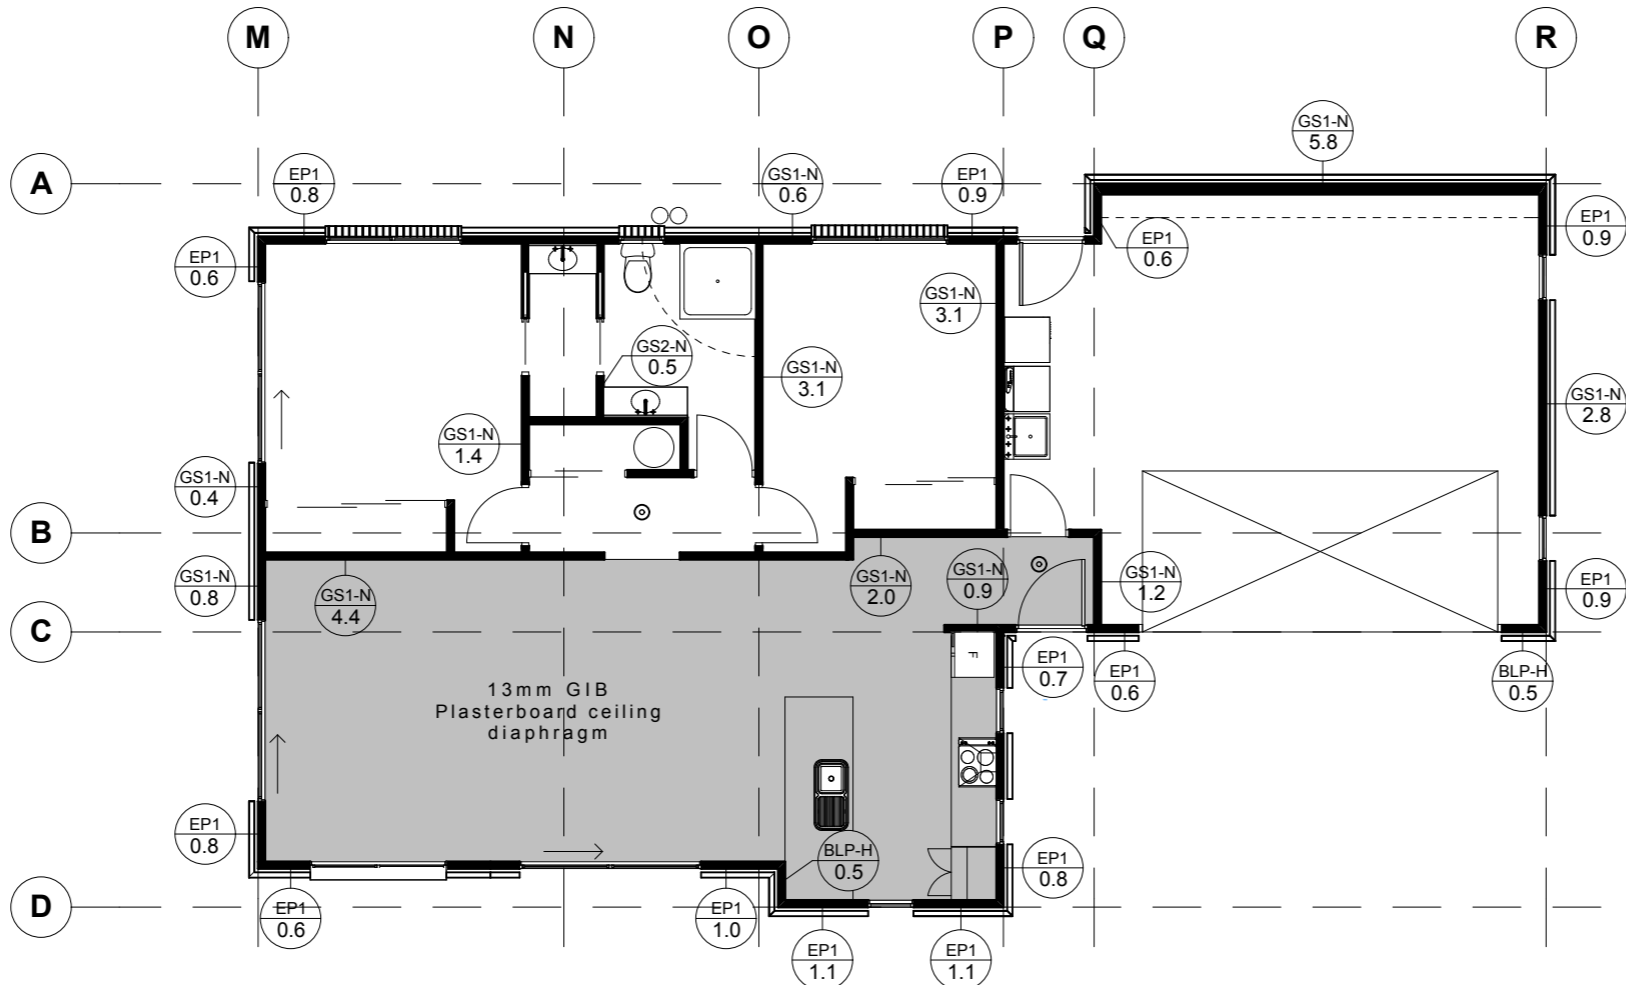 M
N
O
P
Q
R
GS1-N
5.8
A
EP1
0.8
GS1-N
0.6
EP1
0.9
EP1
0.9
EP1
0.6
EP1
0.6
GS1-N
3.1
GS2-N
0.5
GS1-N
3.1
GS1-N
2.8
GS1-N
1.4
GS1-N
0.4
B
GS1-N
0.8
GS1-N
4.4
GS1-N
2.0
GS1-N
0.9
GS1-N
1.2
EP1
0.9
C
F
EP1
0.7
EP1
0.6
BLP-H
0.5
13mm GIB
Plasterboard ceiling
diaphragm
EP1
0.8
BLP-H
0.5
EP1
0.8
D
EP1
0.6
EP1
1.0
EP1
1.1
EP1
1.1